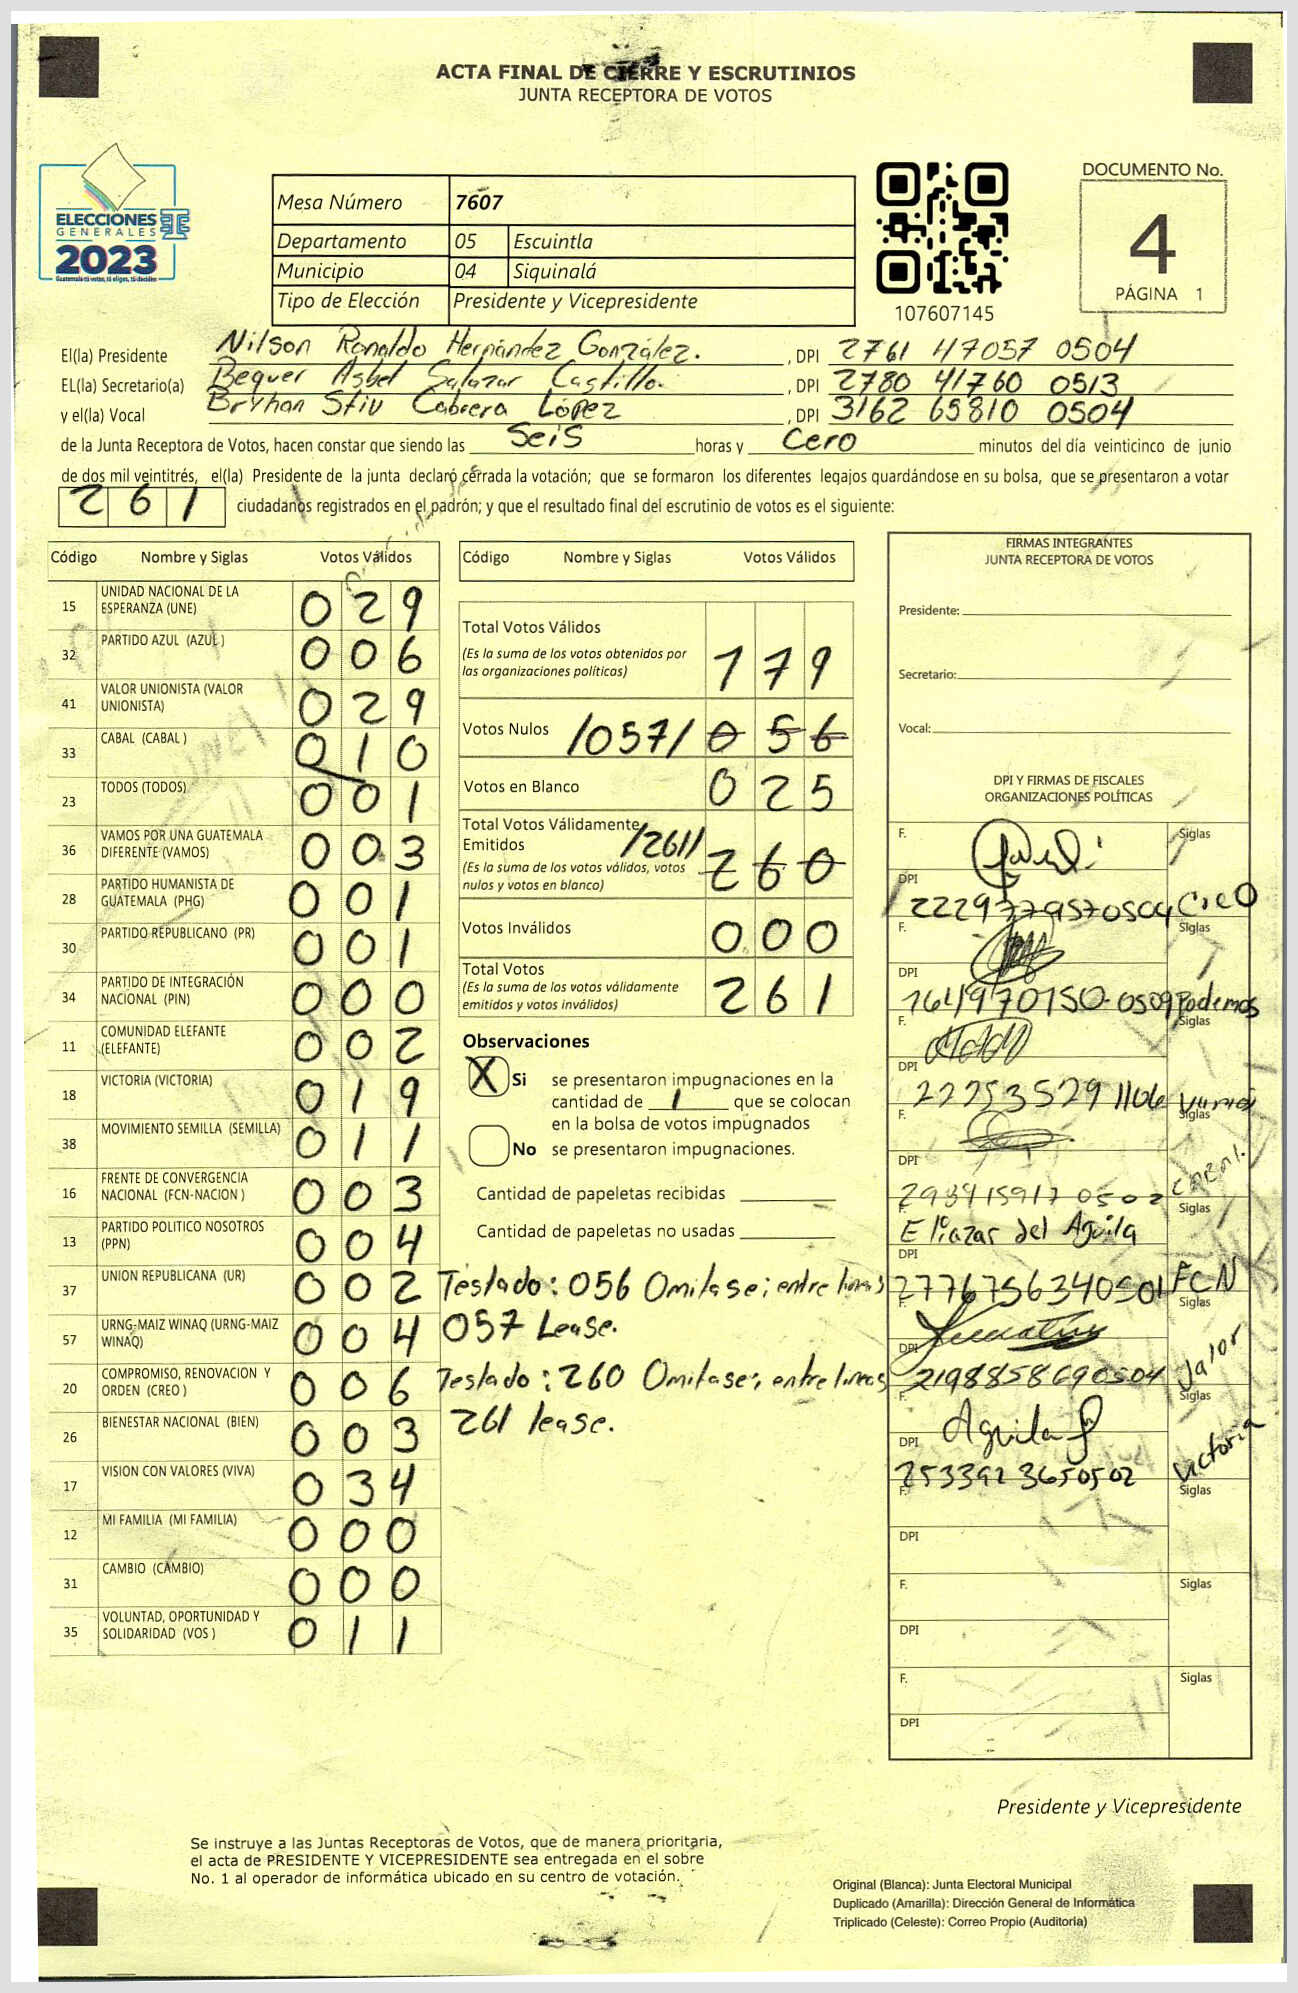 ACTA FINAL DE CIERRE Y ESCRUTINIOS
JUNTA RECEPTORA DE VOTOS
ELECCIONES
GENERALES
2023
Guatemala tú votas, tú eliges, tú decides
Mesa Número 7607
Departamento 05 Escuintla
Municipio 04 Siquinalá
Tipo de Elección Presidente y Vicepresidente
107607145
DOCUMENTO No.
4
PÁGINA 1
El(la) Presidente Nilson Ronaldo Hernández González. , DPI 2761 47057 0504
EL(la) Secretario(a) Bequer Asbel Salazar Castillo. , DPI 2780 41760 0513
y el(la) Vocal Bryhan Stiv Cabrera López , DPI 3162 65810 0504
de la Junta Receptora de Votos, hacen constar que siendo las Seis horas y Cero minutos del día veinticinco de junio
de dos mil veintitrés, el(la) Presidente de la junta declaró cerrada la votación; que se formaron los diferentes legajos guardándose en su bolsa, que se presentaron a votar
261 ciudadanos registrados en el padrón; y que el resultado final del escrutinio de votos es el siguiente:
Código Nombre y Siglas Votos Válidos
15 UNIDAD NACIONAL DE LA ESPERANZA (UNE) 029
32 PARTIDO AZUL (AZUL ) 006
41 VALOR UNIONISTA (VALOR UNIONISTA) 029
33 CABAL (CABAL ) 010
23 TODOS (TODOS) 001
36 VAMOS POR UNA GUATEMALA DIFERENTE (VAMOS) 003
28 PARTIDO HUMANISTA DE GUATEMALA (PHG) 001
30 PARTIDO REPUBLICANO (PR) 001
34 PARTIDO DE INTEGRACIÓN NACIONAL (PIN) 000
11 COMUNIDAD ELEFANTE (ELEFANTE) 002
18 VICTORIA (VICTORIA) 019
38 MOVIMIENTO SEMILLA (SEMILLA) 011
16 FRENTE DE CONVERGENCIA NACIONAL (FCN-NACION ) 003
13 PARTIDO POLITICO NOSOTROS (PPN) 004
37 UNION REPUBLICANA (UR) 002
57 URNG-MAIZ WINAQ (URNG-MAIZ WINAQ) 004
20 COMPROMISO, RENOVACION Y ORDEN (CREO ) 006
26 BIENESTAR NACIONAL (BIEN) 003
17 VISION CON VALORES (VIVA) 034
12 MI FAMILIA (MI FAMILIA) 000
31 CAMBIO (CAMBIO) 000
35 VOLUNTAD, OPORTUNIDAD Y SOLIDARIDAD (VOS ) 011
Código Nombre y Siglas Votos Válidos
Total Votos Válidos
(Es la suma de los votos obtenidos por
las organizaciones políticas) 179
Votos Nulos /057/ 056
Votos en Blanco 025
Total Votos Válidamente
Emitidos /261/
(Es la suma de los votos válidos, votos
nulos y votos en blanco) 260
Votos Inválidos 000
Total Votos
(Es la suma de los votos válidamente
emitidos y votos inválidos) 261
Observaciones
X Si se presentaron impugnaciones en la
cantidad de 1 que se colocan
en la bolsa de votos impugnados
No se presentaron impugnaciones.
Cantidad de papeletas recibidas
Cantidad de papeletas no usadas
Testado: 056 Omitase; entre lineas
057 Lease.
Testado: 260 Omitase; entre lineas
261 lease.
FIRMAS INTEGRANTES
JUNTA RECEPTORA DE VOTOS
Presidente:
Secretario:
Vocal:
DPI Y FIRMAS DE FISCALES
ORGANIZACIONES POLÍTICAS
F. Siglas
DPI
2229779570504 CreO
F. Siglas
DPI
1649701500509 Podemos
F. Siglas
DPI
22253529 1106
F. Siglas
DPI
2939159170502 CABAL
F. Eliazar del Aguila Siglas
DPI
2776756340501 FCN
F. Siglas
DPI
2198858690504 Valor
F. Aguila Siglas
DPI
2533923650502 Victoria
F. Siglas
DPI
F. Siglas
DPI
F. Siglas
DPI
Presidente y Vicepresidente
Se instruye a las Juntas Receptoras de Votos, que de manera prioritaria,
el acta de PRESIDENTE Y VICEPRESIDENTE sea entregada en el sobre
No. 1 al operador de informática ubicado en su centro de votación.
Original (Blanca): Junta Electoral Municipal
Duplicado (Amarilla): Dirección General de Informática
Triplicado (Celeste): Correo Propio (Auditoría)